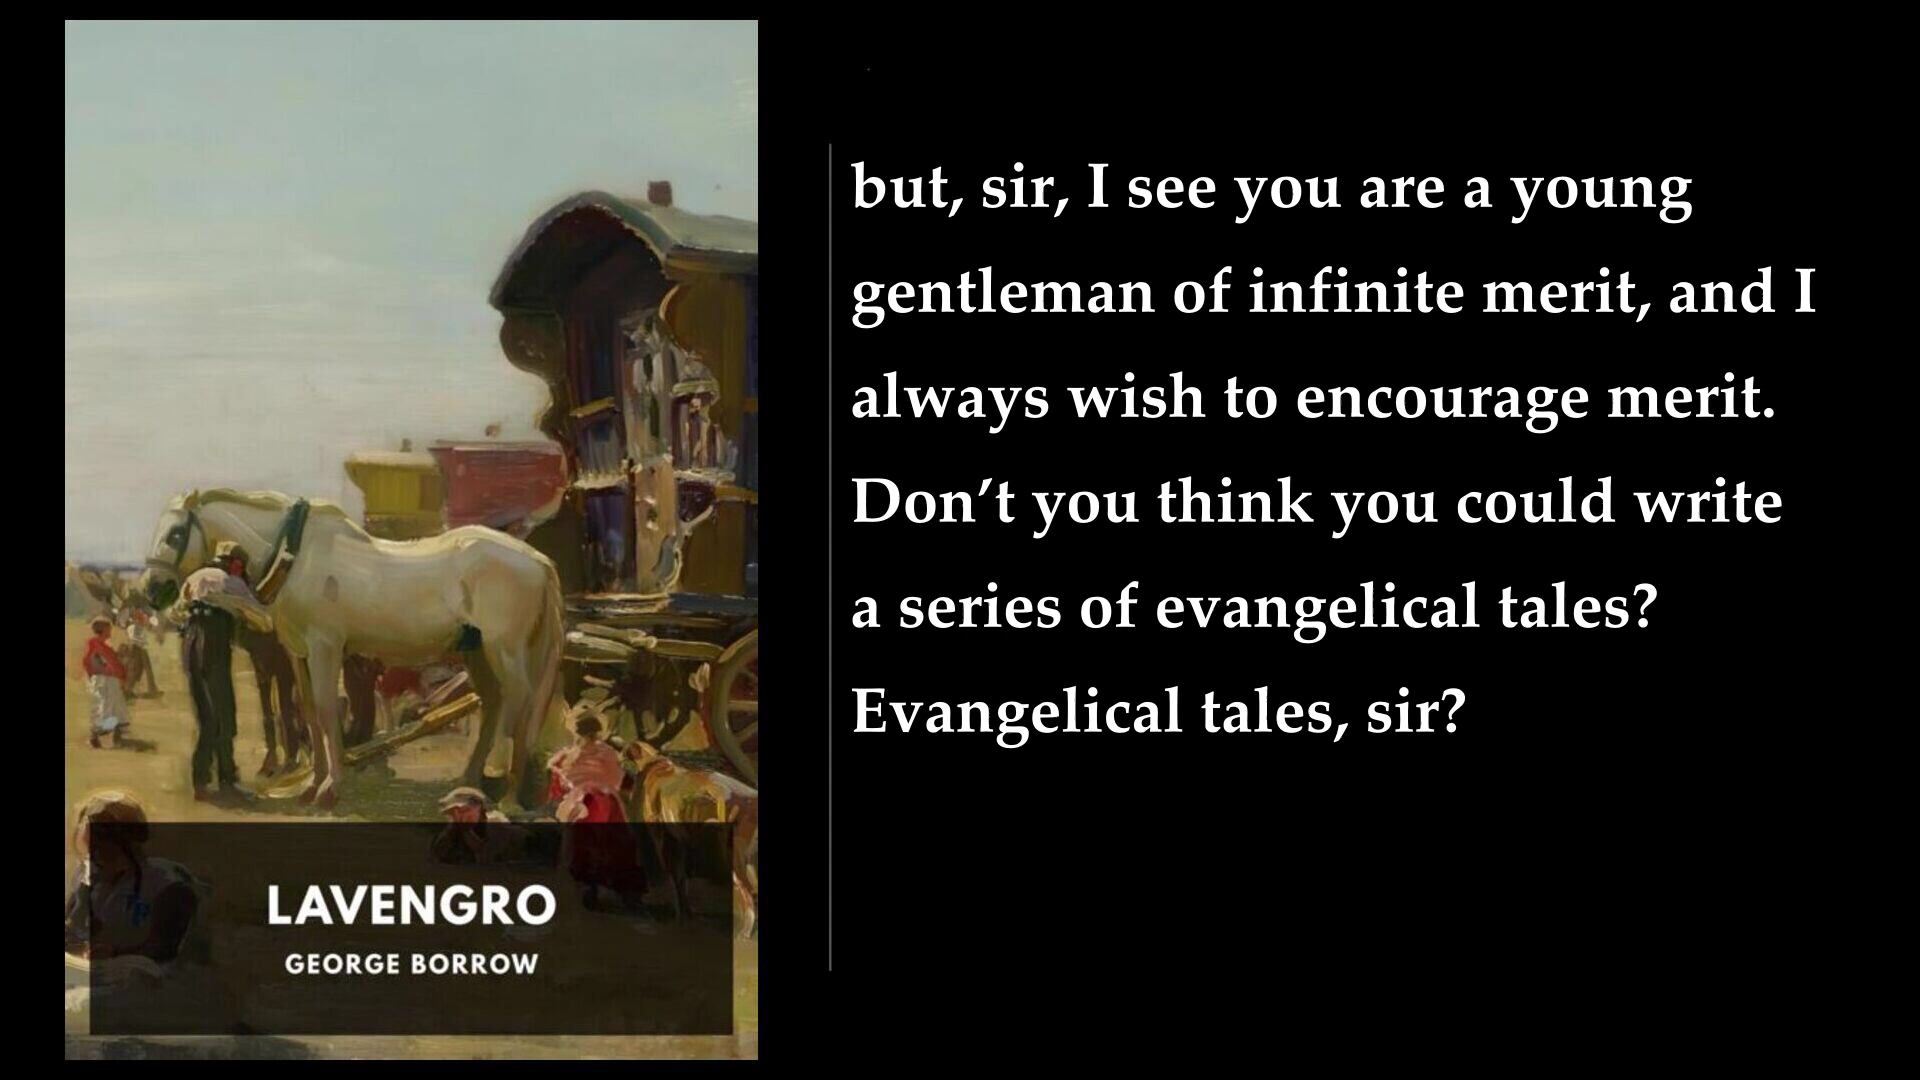 but, sir, I see you are a young
gentleman of infinite merit, and I
always wish to encourage merit.
Don’t you think you could write
a series of evangelical tales?
Evangelical tales, sir?
LAVENGRO
GEORGE BORROW